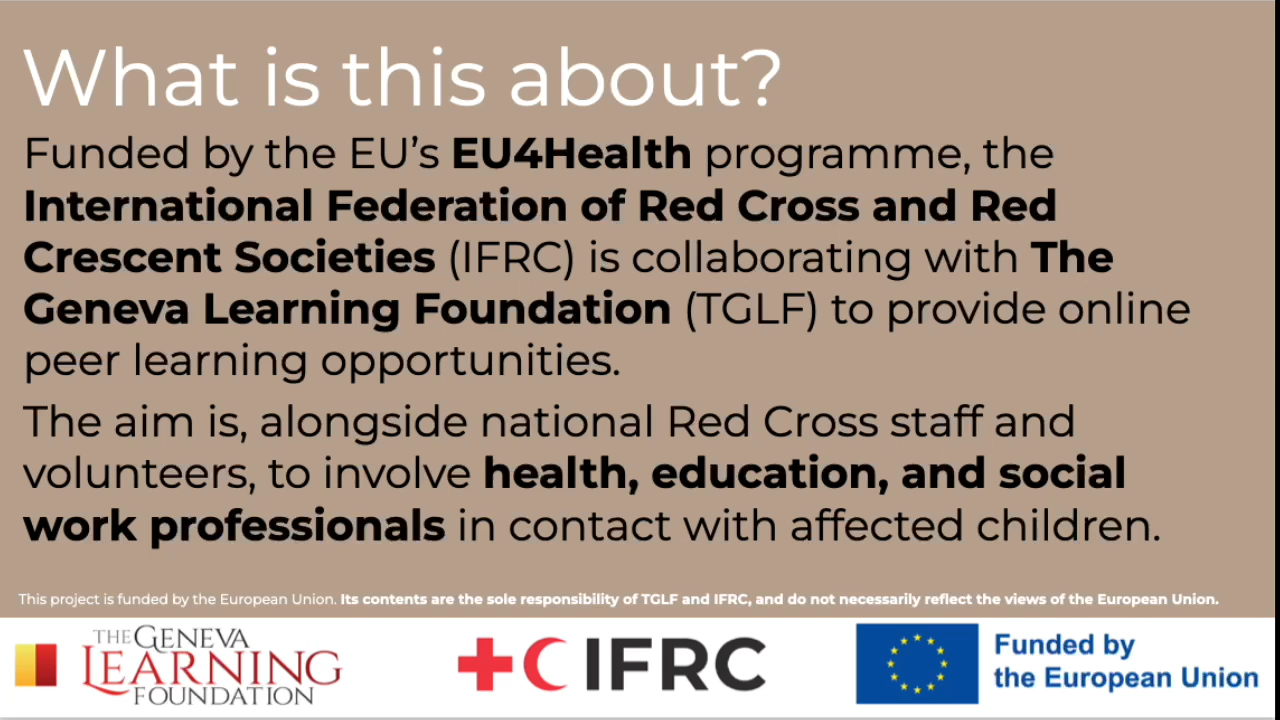 What is this about?
Funded by the EU’s EU4Health programme, the
International Federation of Red Cross and Red
Crescent Societies (IFRC) is collaborating with The
Geneva Learning Foundation (TGLF) to provide online
peer learning opportunities.
The aim is, alongside national Red Cross staff and
volunteers, to involve health, education, and social
work professionals in contact with affected children.
This project is funded by the European Union. Its contents are the sole responsibility of TGLF and IFRC, and do not necessarily reflect the views of the European Union.
THE GENEVA
LEARNING
FOUNDATION
IFRC
Funded by
the European Union